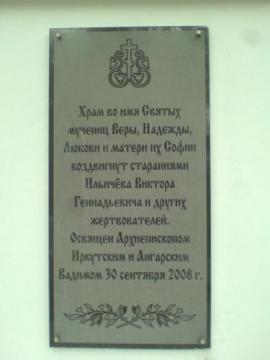 Храм во имя Святых
мучениц Веры, Надежды,
Любови и матери их Софии
воздвигнут стараниями
Ильичёва Виктора
Геннадьевича и других
жертвователей.
Освящен Архиепископом
Иркутским и Ангарским
Вадимом 30 сентября 2008 г.